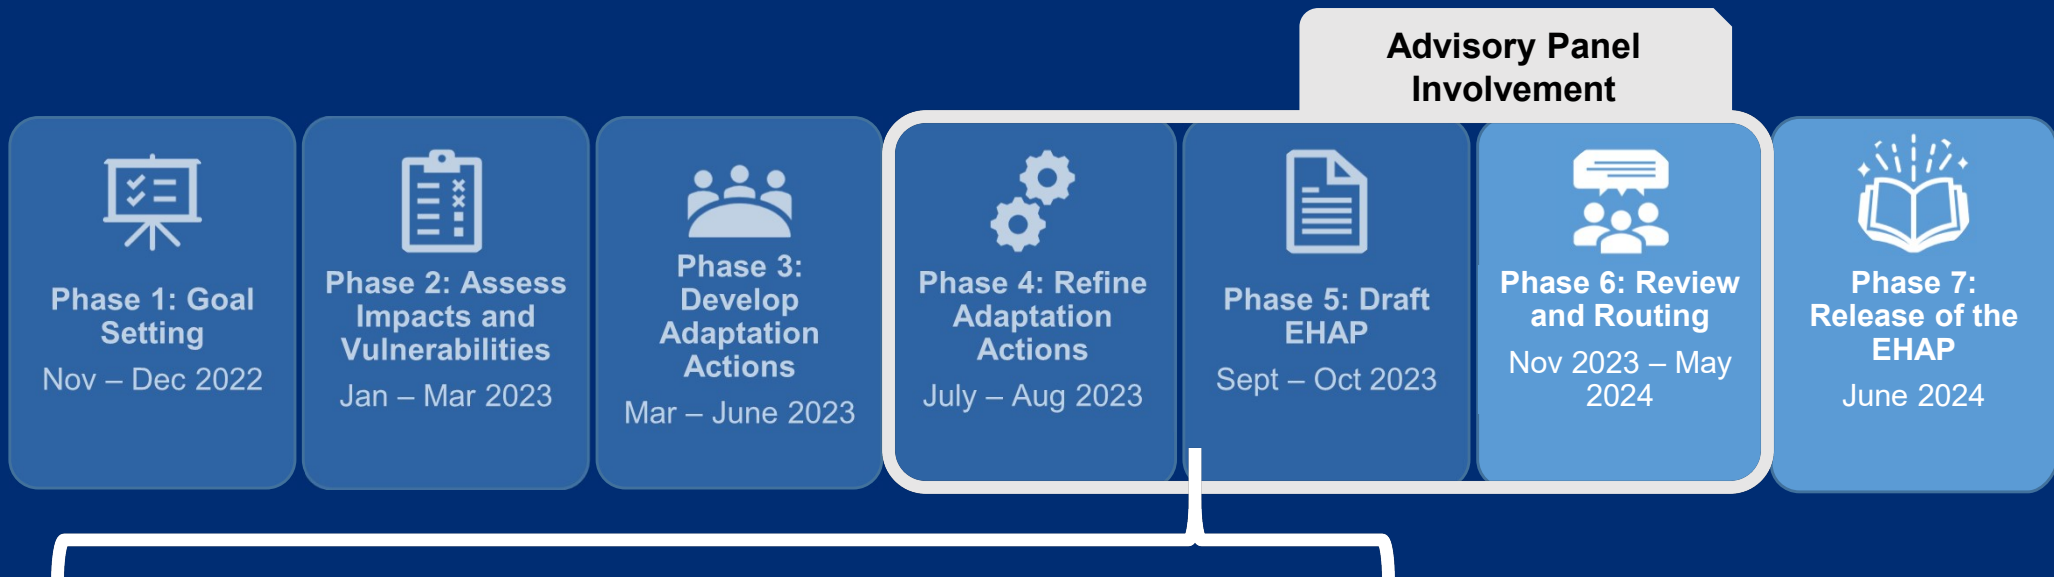 Advisory Panel
Involvement
Phase 1: Goal
Setting
Nov – Dec 2022
Phase 2: Assess
Impacts and
Vulnerabilities
Jan – Mar 2023
Phase 3:
Develop
Adaptation
Actions
Mar – June 2023
Phase 4: Refine
Adaptation
Actions
July – Aug 2023
Phase 5: Draft
EHAP
Sept – Oct 2023
Phase 6: Review
and Routing
Nov 2023 – May
2024
Phase 7:
Release of the
EHAP
June 2024